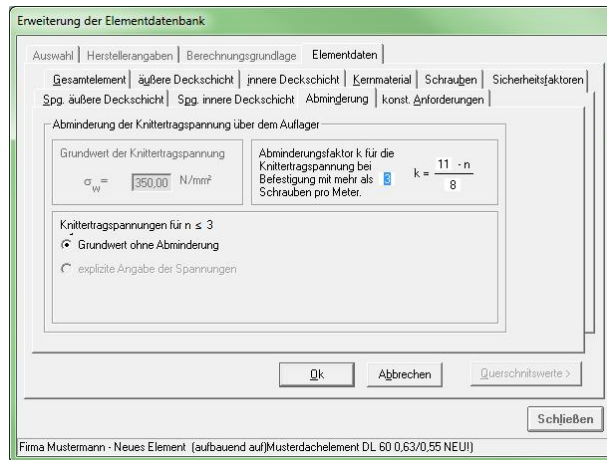 Erweiterung der Elementdatenbank
Auswahl Herstellerangaben Berechnungsgrundlage Elementdaten
Gesamtelement äußere Deckschicht innere Deckschicht Kernmaterial Schrauben Sicherheitsfaktoren
Spg. äußere Deckschicht Spg. innere Deckschicht Abminderung konst. Anforderungen
Abminderung der Knittertragspannung über dem Auflager
Grundwert der Knittertragspannung
σw= 350,00 N/mm²
Abminderungsfaktor k für die
Knittertragspannung bei
Befestigung mit mehr als 3
Schrauben pro Meter.
k = 11 - n
8
Knittertragspannungen für n ≤ 3
Grundwert ohne Abminderung
explizite Angabe der Spannungen
Ok Abbrechen Querschnittswerte >
Schließen
Firma Mustermann - Neues Element (aufbauend auf)Musterdachelement DL 60 0,63/0,55 NEU!)